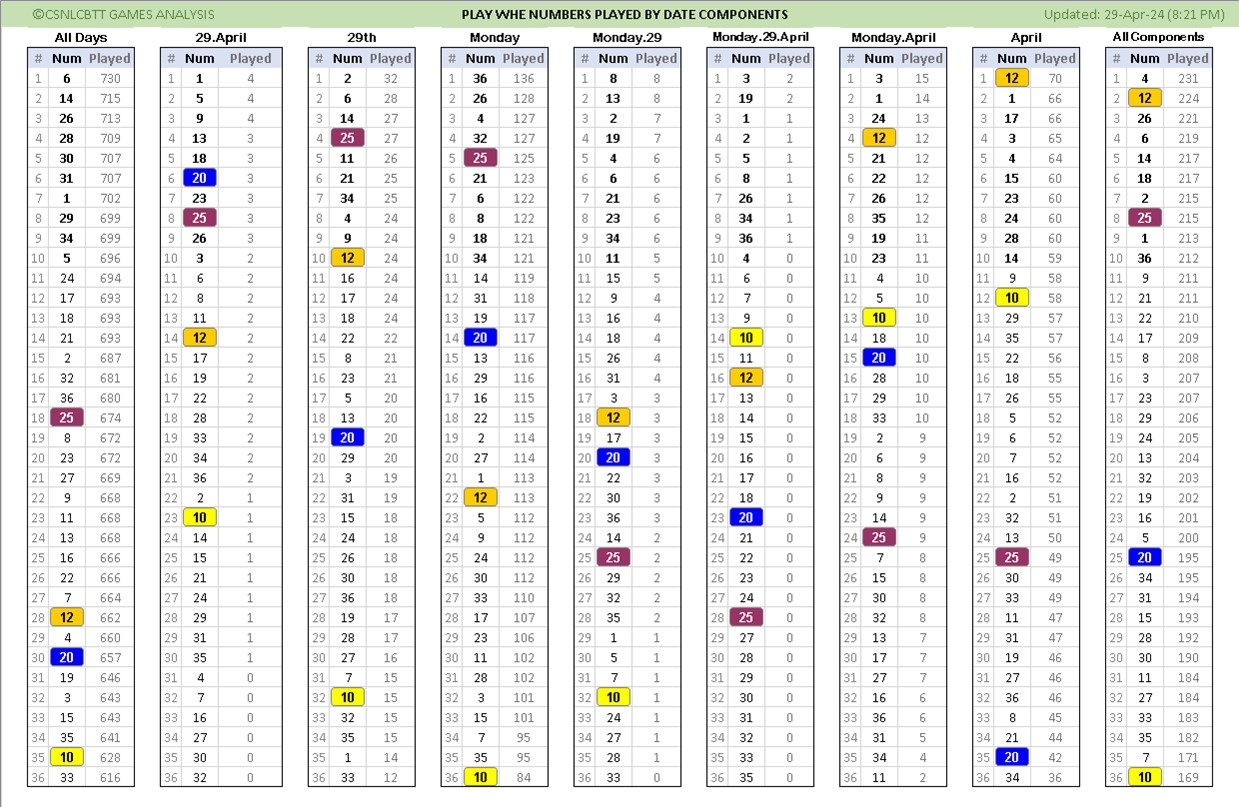 ©CSNLCBTT GAMES ANALYSIS PLAY WHE NUMBERS PLAYED BY DATE COMPONENTS Updated: 29-Apr-24 (8:21 PM)
All Days 29.April 29th Monday Monday.29 Monday.29.April Monday.April April All Components
# Num Played # Num Played # Num Played # Num Played # Num Played # Num Played # Num Played # Num Played # Num Played
1 6 730 1 1 4 1 2 32 1 36 136 1 8 8 1 3 2 1 3 15 1 12 70 1 4 231
2 14 715 2 5 4 2 6 28 2 26 128 2 13 8 2 19 2 2 1 14 2 1 66 2 12 224
3 26 713 3 9 4 3 14 27 3 4 127 3 2 7 3 1 1 3 24 13 3 17 66 3 26 221
4 28 709 4 13 3 4 25 27 4 32 127 4 19 7 4 2 1 4 12 12 4 3 65 4 6 219
5 30 707 5 18 3 5 11 26 5 25 125 5 4 6 5 5 1 5 21 12 5 4 64 5 14 217
6 31 707 6 20 3 6 21 25 6 21 123 6 6 6 6 8 1 6 22 12 6 15 60 6 18 217
7 1 702 7 23 3 7 34 25 7 6 122 7 21 6 7 26 1 7 26 12 7 23 60 7 2 215
8 29 699 8 25 3 8 4 24 8 8 122 8 23 6 8 34 1 8 35 12 8 24 60 8 25 215
9 34 699 9 26 3 9 9 24 9 18 121 9 34 6 9 36 1 9 19 11 9 28 60 9 1 213
10 5 696 10 3 2 10 12 24 10 34 121 10 11 5 10 4 0 10 23 11 10 14 59 10 36 212
11 24 694 11 6 2 11 16 24 11 14 119 11 15 5 11 6 0 11 4 10 11 9 58 11 9 211
12 17 693 12 8 2 12 17 24 12 31 118 12 9 4 12 7 0 12 5 10 12 10 58 12 21 211
13 18 693 13 11 2 13 18 24 13 19 117 13 16 4 13 9 0 13 10 10 13 29 57 13 22 210
14 21 693 14 12 2 14 22 22 14 20 117 14 18 4 14 10 0 14 18 10 14 35 57 14 17 209
15 2 687 15 17 2 15 8 21 15 13 116 15 26 4 15 11 0 15 20 10 15 22 56 15 8 208
16 32 681 16 19 2 16 23 21 16 29 116 16 31 4 16 12 0 16 28 10 16 18 55 16 3 207
17 36 680 17 22 2 17 5 20 17 16 115 17 3 3 17 13 0 17 29 10 17 26 55 17 23 207
18 25 674 18 28 2 18 13 20 18 22 115 18 12 3 18 14 0 18 33 10 18 5 52 18 29 206
19 8 672 19 33 2 19 20 20 19 2 114 19 17 3 19 15 0 19 2 9 19 6 52 19 24 205
20 23 672 20 34 2 20 29 20 20 27 114 20 20 3 20 16 0 20 6 9 20 7 52 20 13 204
21 27 669 21 36 2 21 3 19 21 1 113 21 22 3 21 17 0 21 8 9 21 16 52 21 32 203
22 9 668 22 2 1 22 31 19 22 12 113 22 30 3 22 18 0 22 9 9 22 2 51 22 19 202
23 11 668 23 10 1 23 15 18 23 5 112 23 36 3 23 20 0 23 14 9 23 32 51 23 16 201
24 13 668 24 14 1 24 24 18 24 9 112 24 14 2 24 21 0 24 25 9 24 13 50 24 5 200
25 16 666 25 15 1 25 26 18 25 24 112 25 25 2 25 22 0 25 7 8 25 25 49 25 20 195
26 22 666 26 21 1 26 30 18 26 30 112 26 29 2 26 23 0 26 15 8 26 30 49 26 34 195
27 7 664 27 24 1 27 36 18 27 33 110 27 32 2 27 24 0 27 30 8 27 33 49 27 31 194
28 12 662 28 29 1 28 19 17 28 17 107 28 35 2 28 25 0 28 32 8 28 11 47 28 15 193
29 4 660 29 31 1 29 28 17 29 23 106 29 1 1 29 27 0 29 13 7 29 31 47 29 28 192
30 20 657 30 35 1 30 27 16 30 11 102 30 5 1 30 28 0 30 17 7 30 19 46 30 30 190
31 19 646 31 4 0 31 7 15 31 28 102 31 7 1 31 29 0 31 27 7 31 27 46 31 11 184
32 3 643 32 7 0 32 10 15 32 3 101 32 10 1 32 30 0 32 16 6 32 36 46 32 27 184
33 15 643 33 16 0 33 32 15 33 15 101 33 24 1 33 31 0 33 36 6 33 8 45 33 33 183
34 35 641 34 27 0 34 35 15 34 7 95 34 27 1 34 32 0 34 31 5 34 21 44 34 35 182
35 10 628 35 30 0 35 1 14 35 35 95 35 28 1 35 33 0 35 34 4 35 20 42 35 7 171
36 33 616 36 32 0 36 33 12 36 10 84 36 33 0 36 35 0 36 11 2 36 34 36 36 10 169